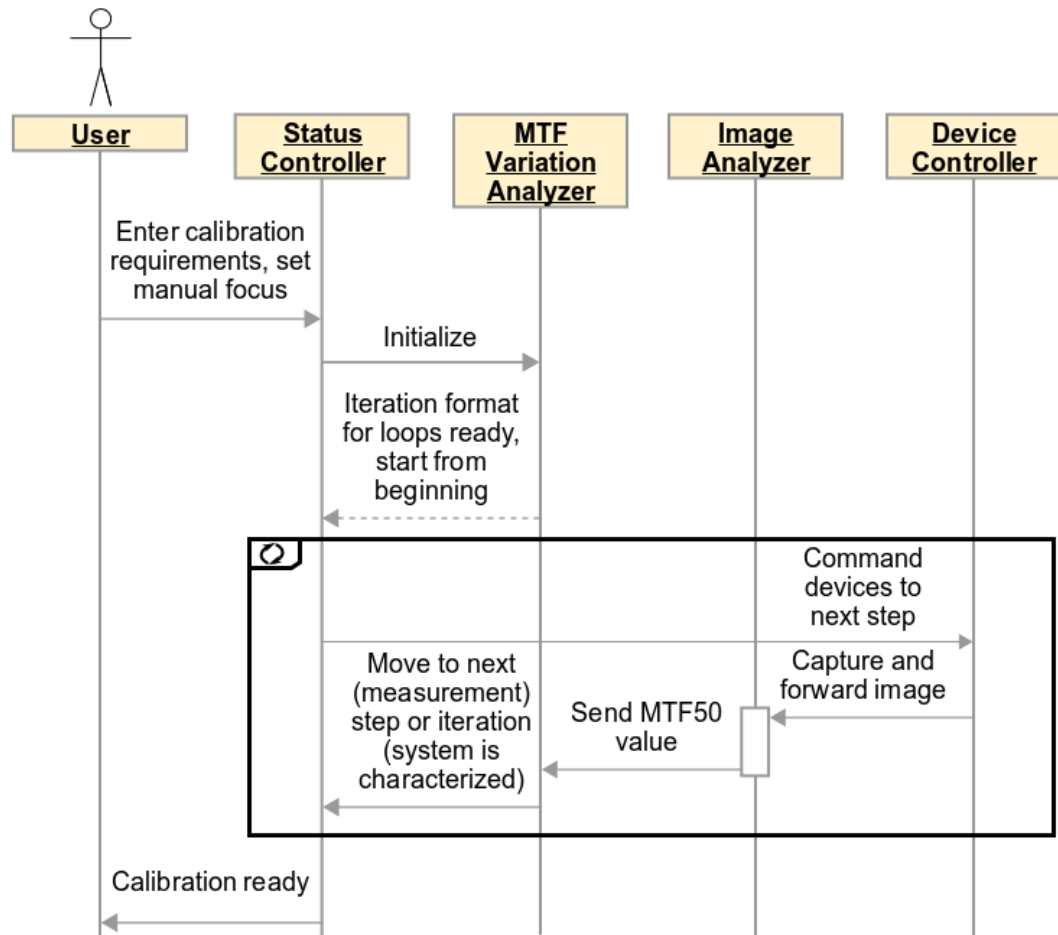 User
Status
Controller
MTF
Variation
Analyzer
Image
Analyzer
Device
Controller
Enter calibration
requirements, set
manual focus
Initialize
Iteration format
for loops ready,
start from
beginning
Command
devices to
next step
Capture and
forward image
Send MTF50
value
Move to next
(measurement)
step or iteration
(system is
characterized)
Calibration ready